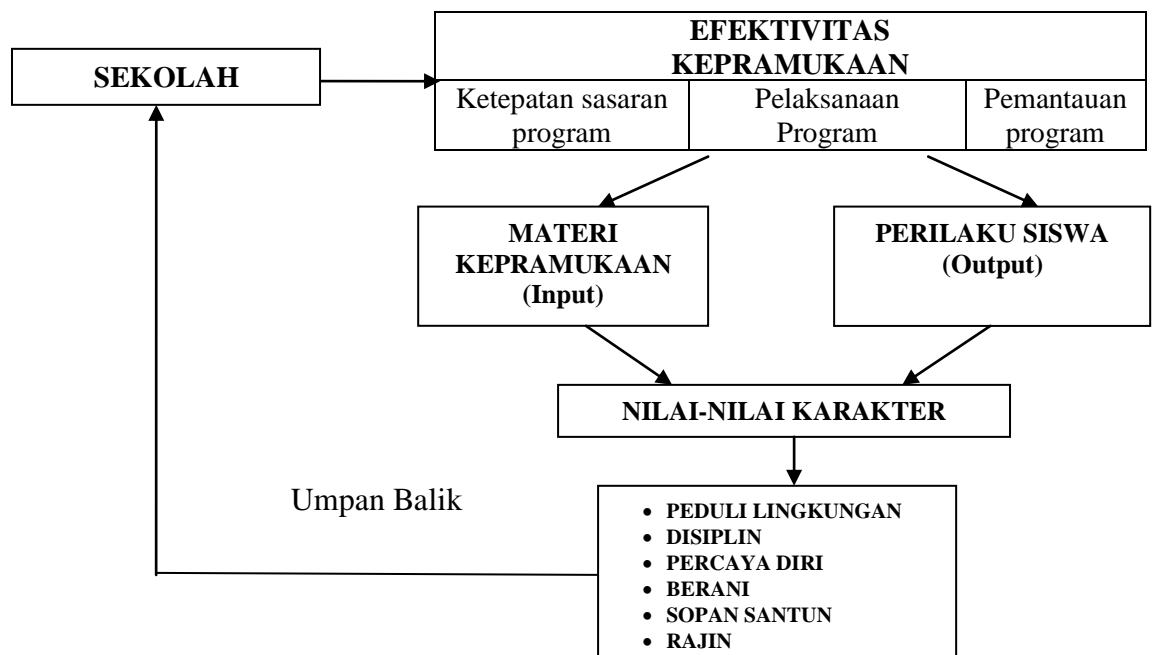 EFEKTIVITAS
KEPRAMUKAAN
SEKOLAH
Ketepatan sasaran
program
Pelaksanaan
Program
Pemantauan
program
MATERI
KEPRAMUKAAN
(Input)
PERILAKU SISWA
(Output)
NILAI-NILAI KARAKTER
Umpan Balik
• PEDULI LINGKUNGAN
• DISIPLIN
• PERCAYA DIRI
• BERANI
• SOPAN SANTUN
• RAJIN